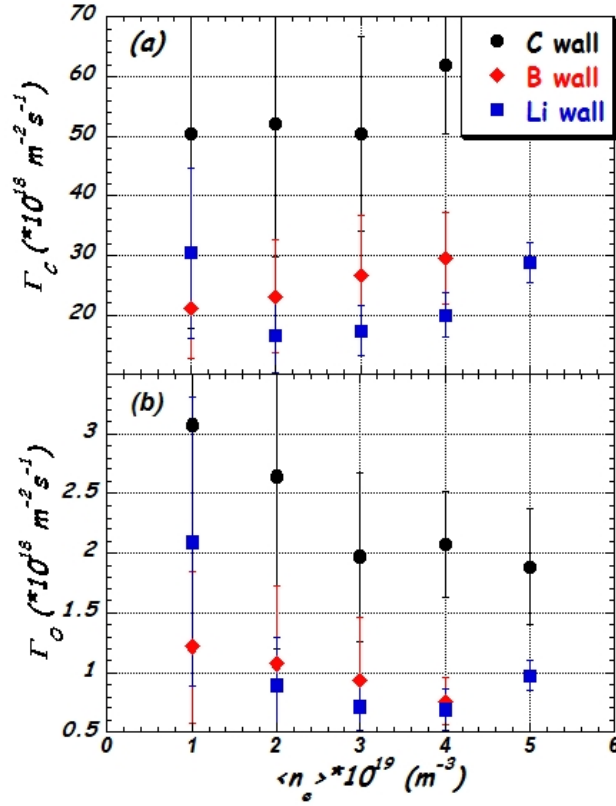 70
(a)
C wall
B wall
Li wall
60
50
40
30
20
Γ_C (*10^18 m^-2 s^-1)
(b)
3
2.5
2
1.5
1
0.5
Γ_O (*10^18 m^-2 s^-1)
0 1 2 3 4 5 6
<n_e>*10^19 (m^-3)